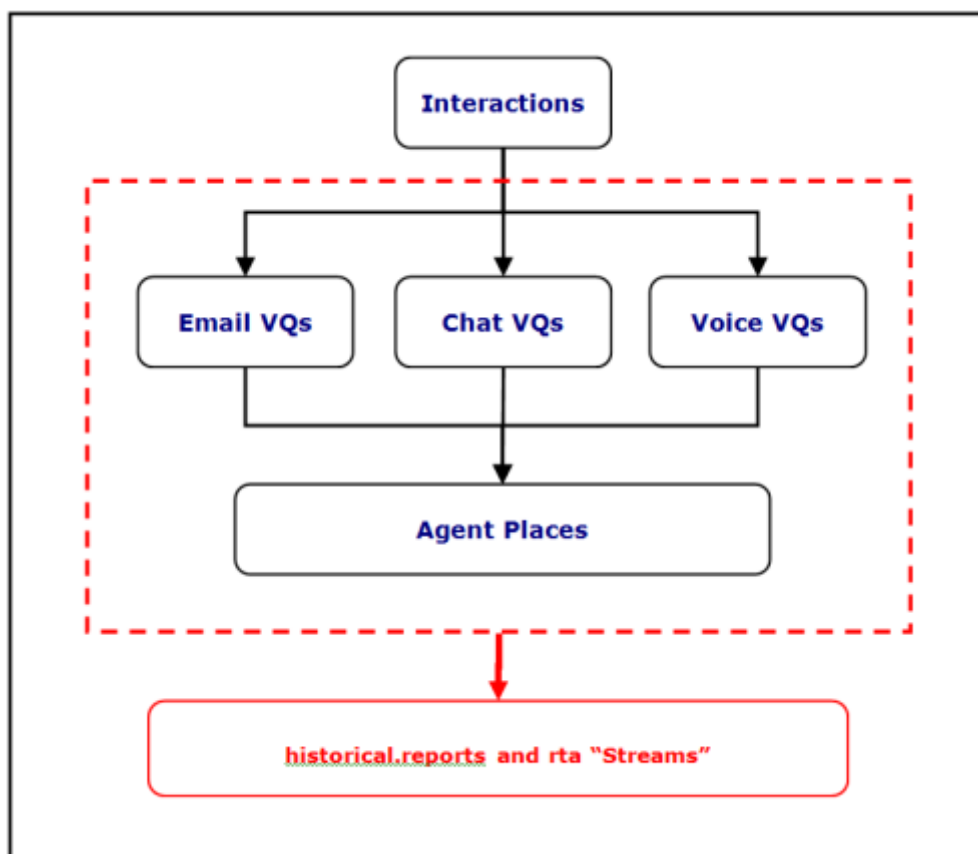 Interactions
Email VQs
Chat VQs
Voice VQs
Agent Places
historical.reports and rta “Streams”